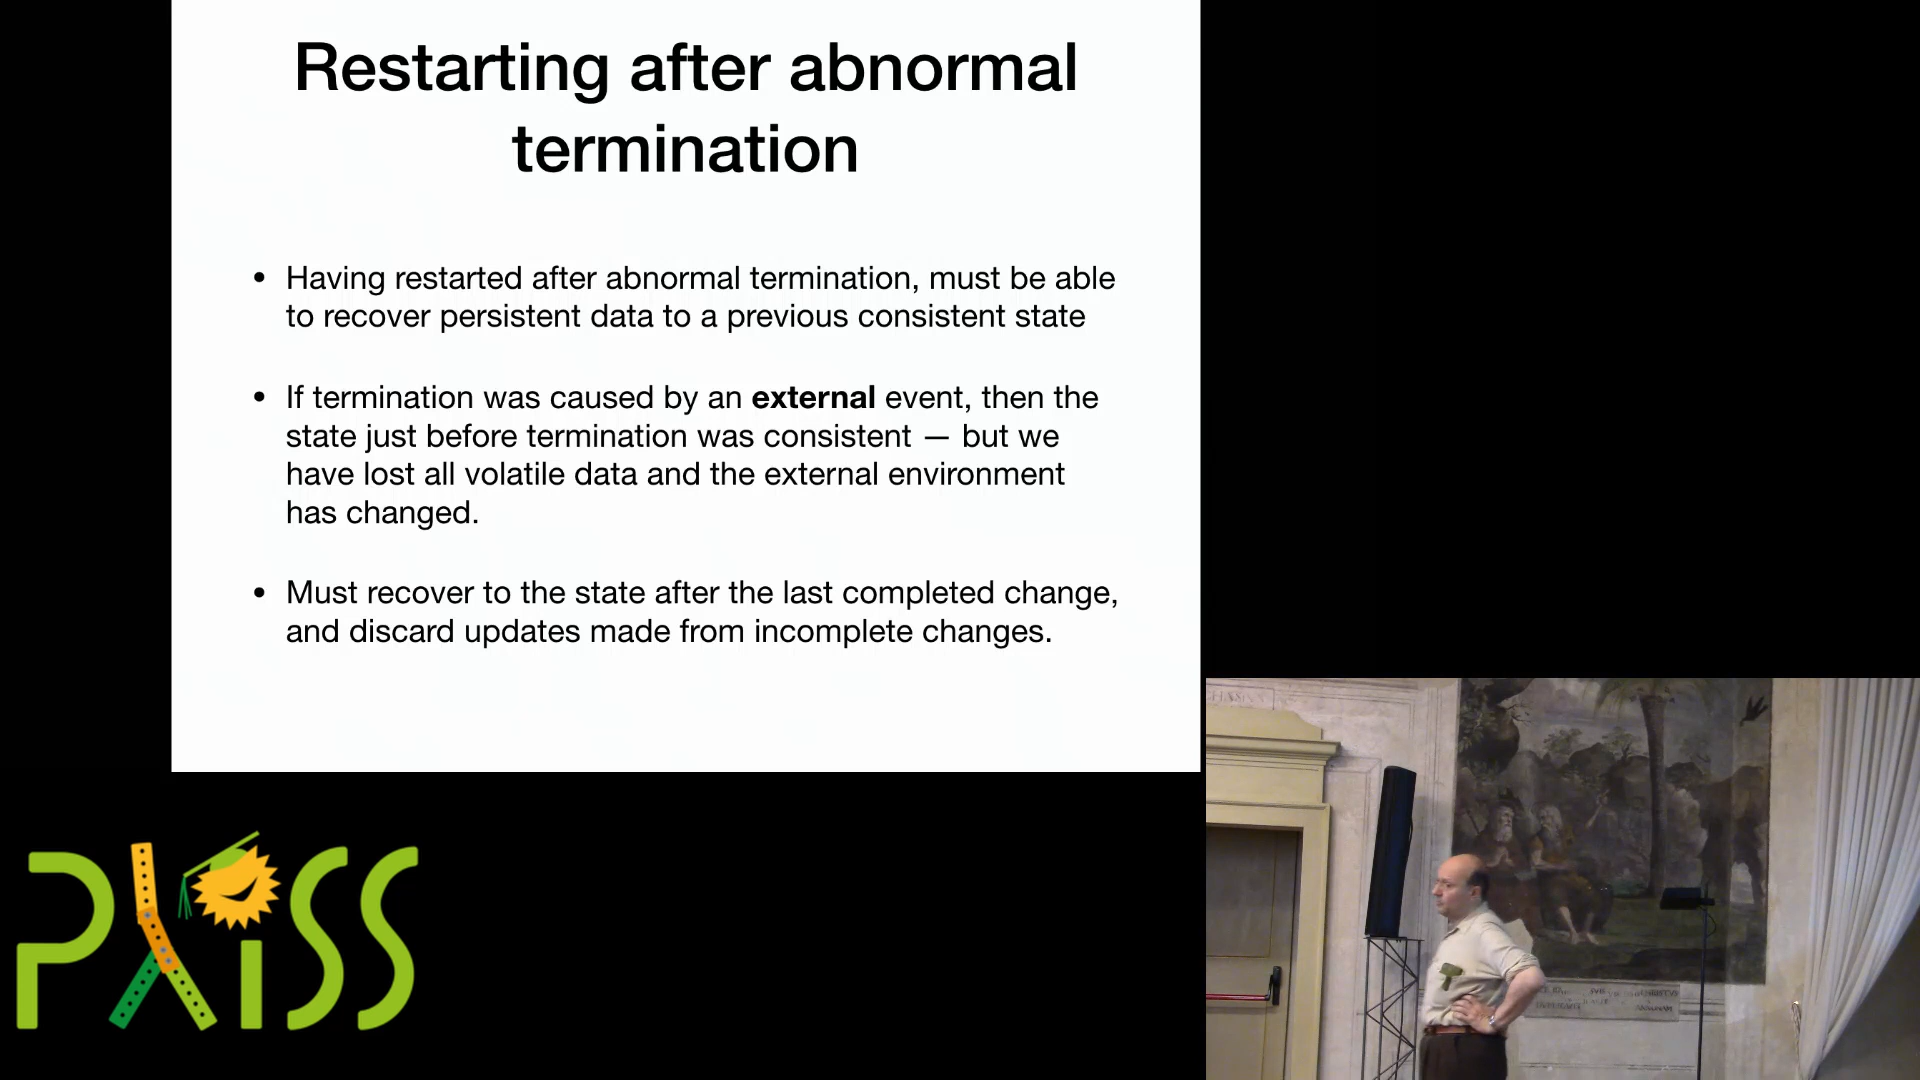 Restarting after abnormal
termination
• Having restarted after abnormal termination, must be able
to recover persistent data to a previous consistent state
• If termination was caused by an external event, then the
state just before termination was consistent — but we
have lost all volatile data and the external environment
has changed.
• Must recover to the state after the last completed change,
and discard updates made from incomplete changes.
PLISS